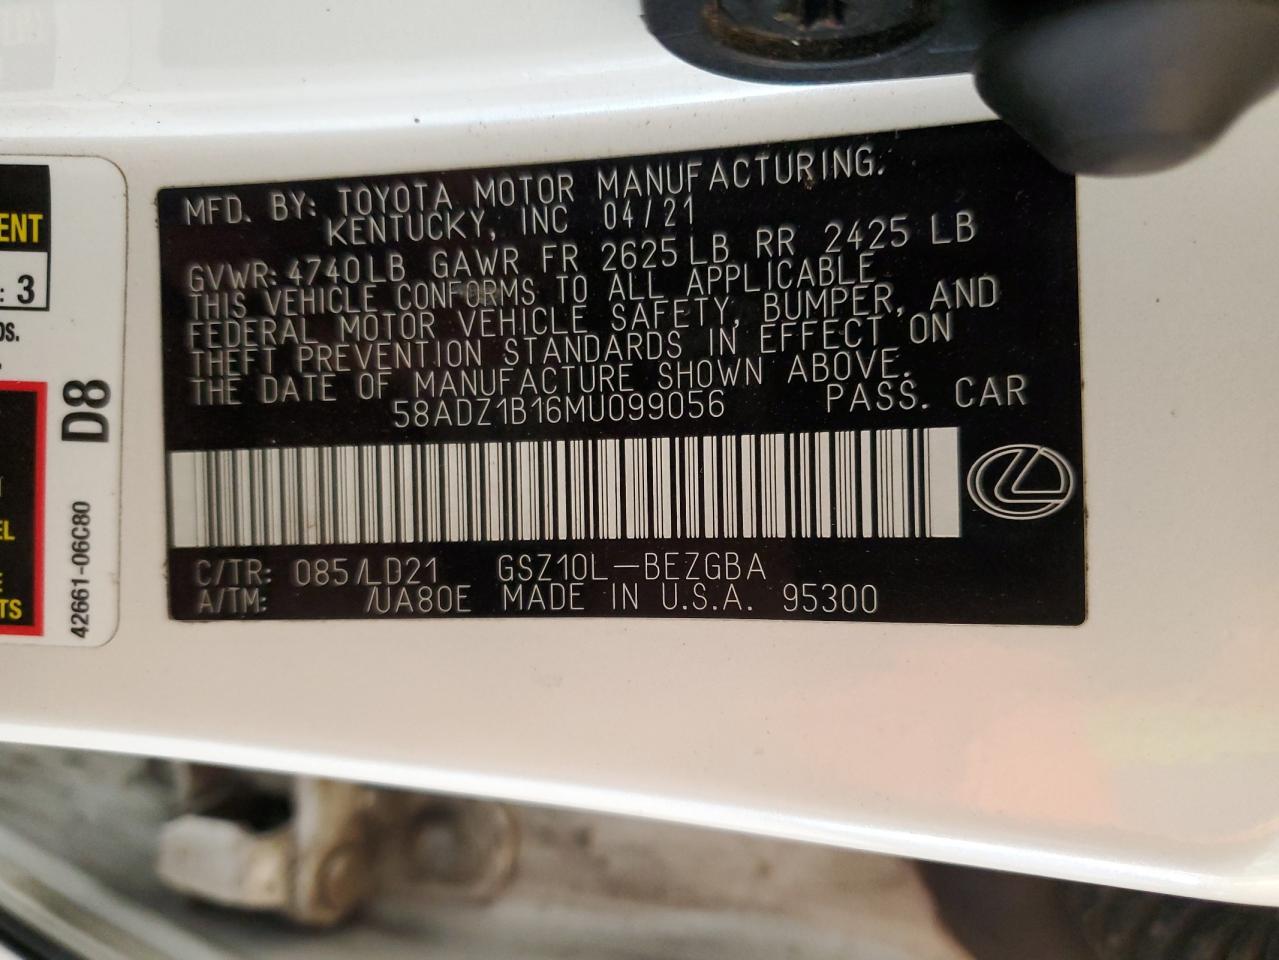 MFD. BY: TOYOTA MOTOR MANUFACTURING.
KENTUCKY, INC 04/21
GVWR: 4740LB GAWR FR 2625LB RR 2425 LB
THIS VEHICLE CONFORMS TO ALL APPLICABLE
FEDERAL MOTOR VEHICLE SAFETY, BUMPER, AND
THEFT PREVENTION STANDARDS IN EFFECT ON
THE DATE OF MANUFACTURE SHOWN ABOVE.
58ADZ1B16MU099056 PASS. CAR
C/TR: 085/LD21 GSZ10L-BEZGBA
A/TM: /UA80E MADE IN U.S.A. 95300
ENT
: 3
D8
EL
E
TS
42661-06C80